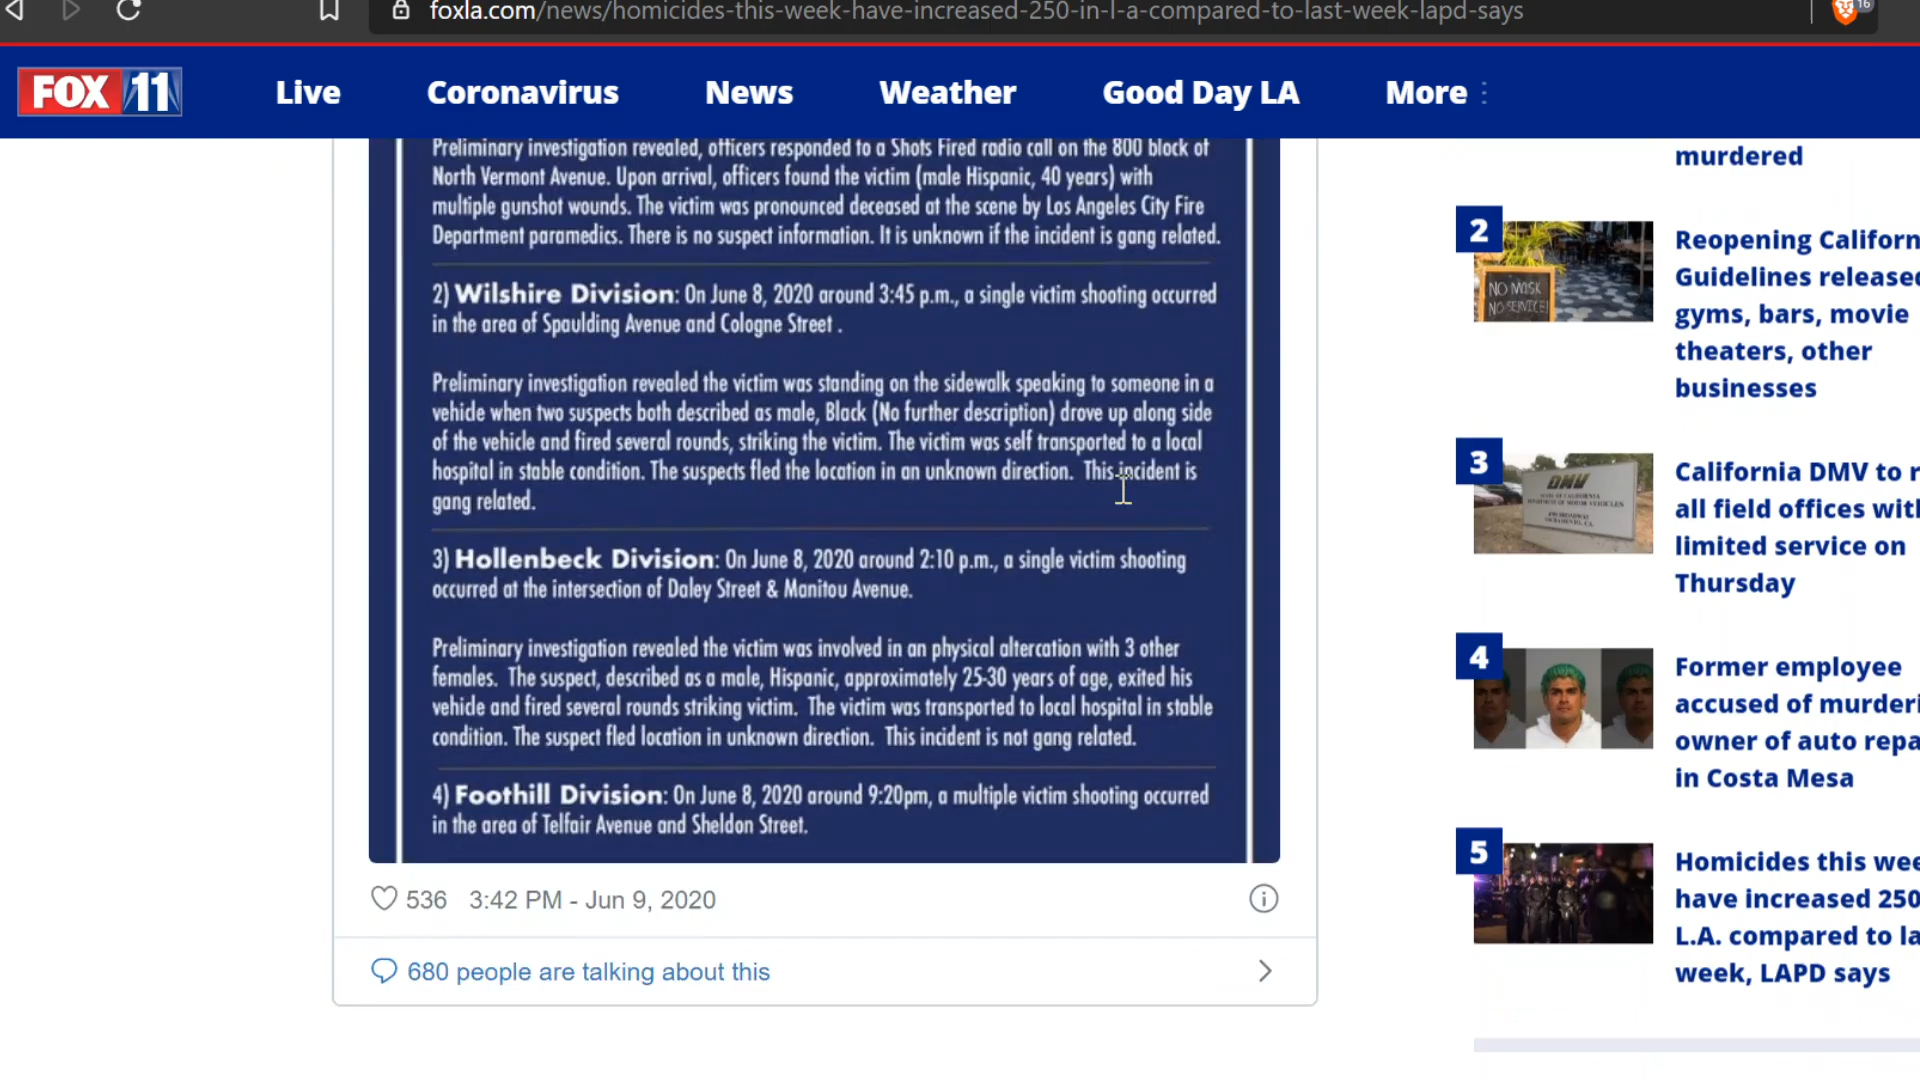 foxla.com/news/homicides-this-week-have-increased-250-in-l-a-compared-to-last-week-lapd-says
16
FOX 11
Live
Coronavirus
News
Weather
Good Day LA
More
Preliminary investigation revealed, officers responded to a Shots Fired radio call on the 800 block of
North Vermont Avenue. Upon arrival, officers found the victim (male Hispanic, 40 years) with
multiple gunshot wounds. The victim was pronounced deceased at the scene by Los Angeles City Fire
Department paramedics. There is no suspect information. It is unknown if the incident is gang related.
2) Wilshire Division: On June 8, 2020 around 3:45 p.m., a single victim shooting occurred
in the area of Spaulding Avenue and Cologne Street .
Preliminary investigation revealed the victim was standing on the sidewalk speaking to someone in a
vehicle when two suspects both described as male, Black (No further description) drove up along side
of the vehicle and fired several rounds, striking the victim. The victim was self transported to a local
hospital in stable condition. The suspects fled the location in an unknown direction. This incident is
gang related.
3) Hollenbeck Division: On June 8, 2020 around 2:10 p.m., a single victim shooting
occurred at the intersection of Daley Street & Manitou Avenue.
Preliminary investigation revealed the victim was involved in an physical altercation with 3 other
females. The suspect, described as a male, Hispanic, approximately 25-30 years of age, exited his
vehicle and fired several rounds striking victim. The victim was transported to local hospital in stable
condition. The suspect fled location in unknown direction. This incident is not gang related.
4) Foothill Division: On June 8, 2020 around 9:20pm, a multiple victim shooting occurred
in the area of Telfair Avenue and Sheldon Street.
536 3:42 PM - Jun 9, 2020
680 people are talking about this
murdered
2
NO MASK
NO SERVICE!
Reopening Californ
Guidelines released
gyms, bars, movie
theaters, other
businesses
3
DMV
California DMV to r
all field offices with
limited service on
Thursday
4
Former employee
accused of murderi
owner of auto repa
in Costa Mesa
5
Homicides this wee
have increased 250
L.A. compared to la
week, LAPD says